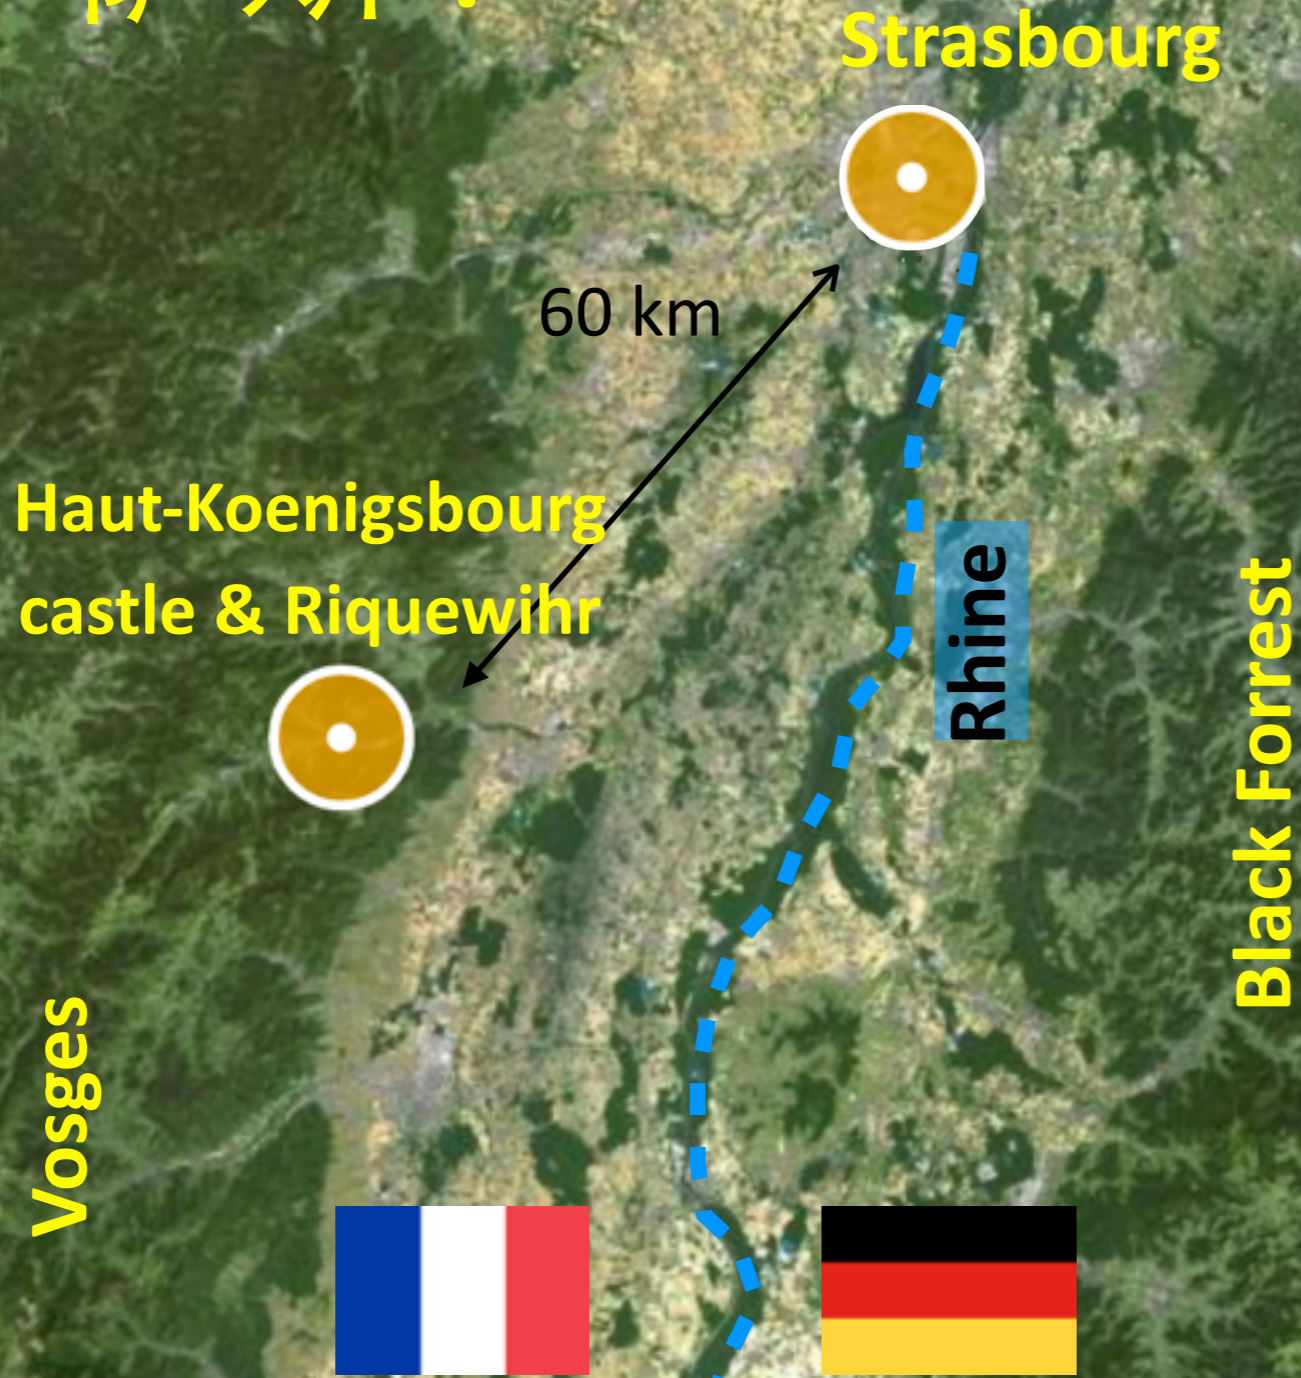 Strasbourg
60 km
Haut-Koenigsbourg
castle & Riquewihr
Rhine
Black Forrest
Vosges